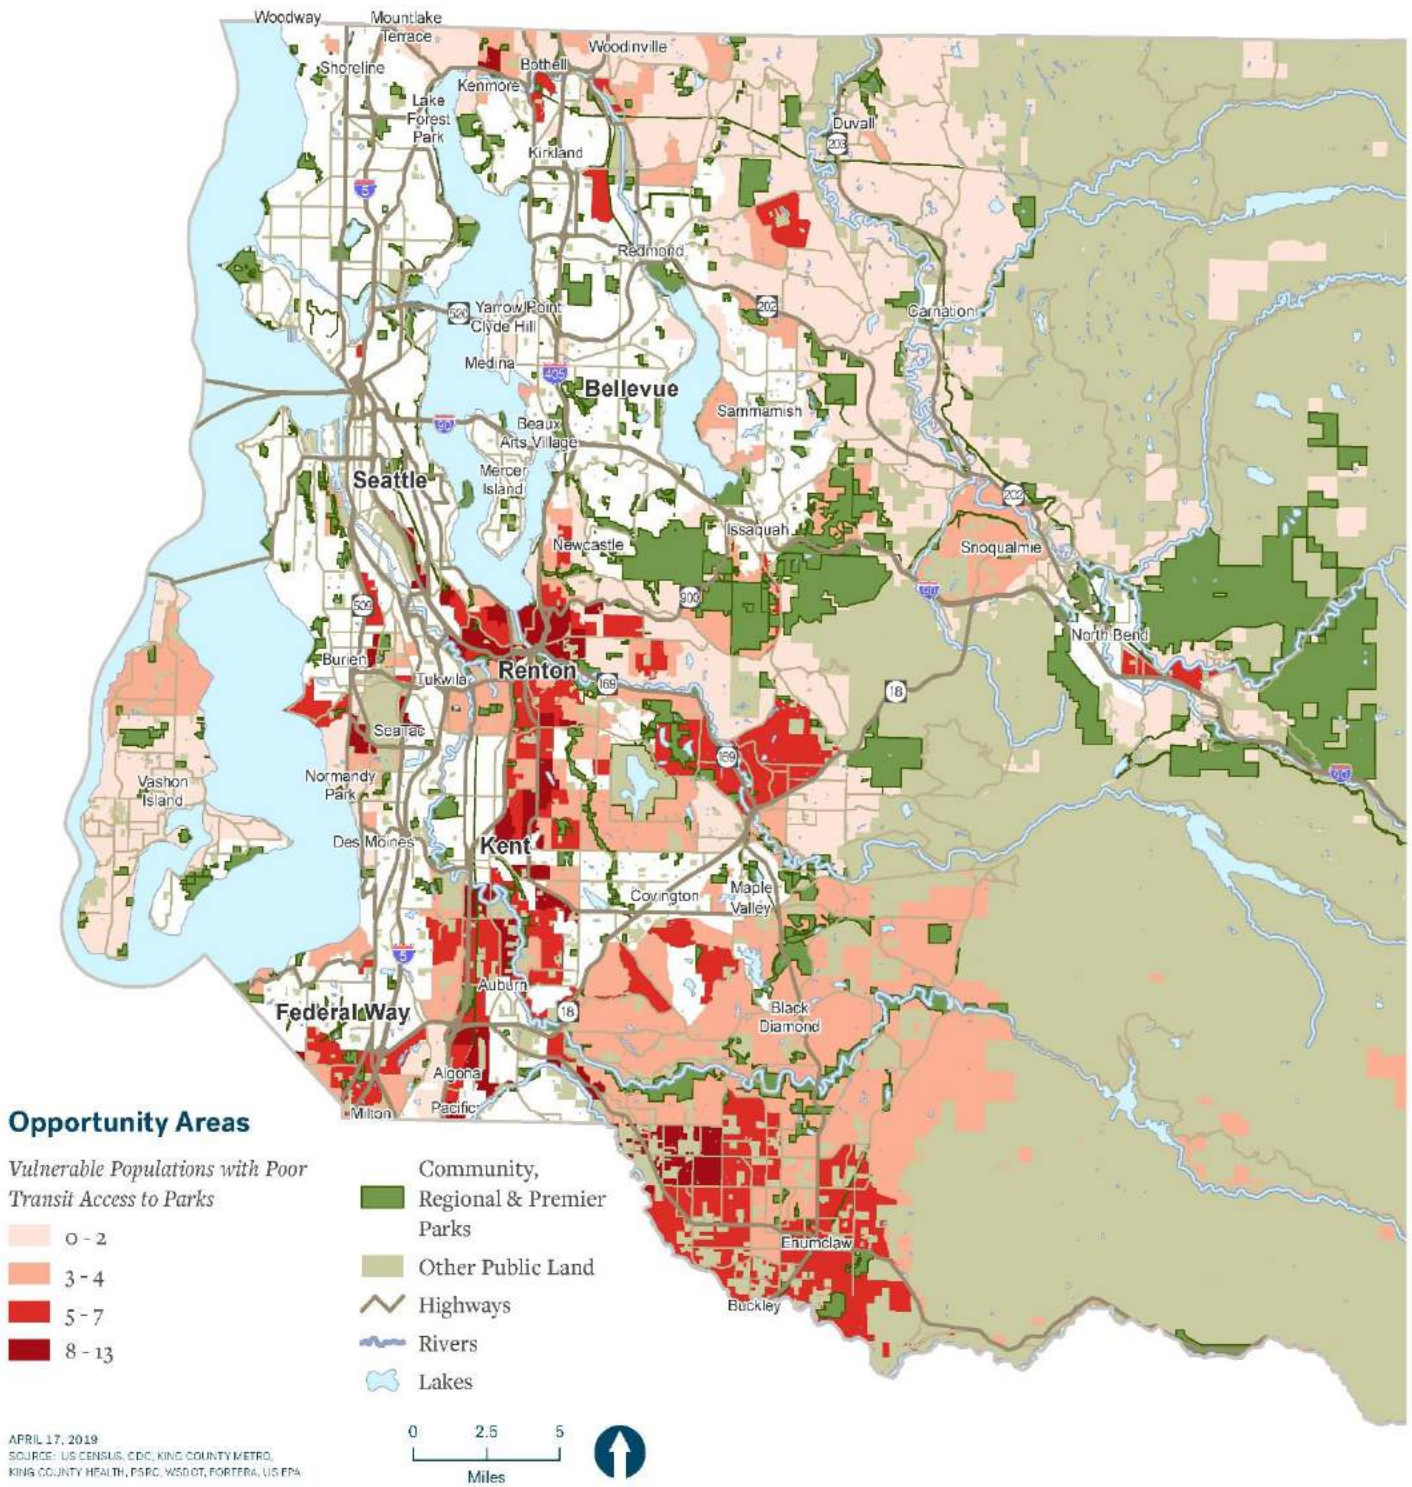 Woodway
Mountlake
Terrace
Shoreline
Kenmore
Bothell
Woodinville
Lake
Forest
Park
Kirkland
Duvall
203
5
Redmond
520
Yarrow Point
Clyde Hill
Medina
202
Carnation
405
Bellevue
Sammamish
90
Beaux
Arts Village
Seattle
Mercer
Island
202
Newcastle
Issaquah
Snoqualmie
509
900
90
North Bend
Burien
Tukwila
Renton
169
18
SeaTac
169
Normandy
Park
Vashon
Island
90
Des Moines
Kent
Covington
Maple
Valley
5
Auburn
Federal Way
18
Black
Diamond
Algona
Pacific
Milton
Enumclaw
Buckley
Opportunity Areas
Vulnerable Populations with Poor
Transit Access to Parks
0 - 2
3 - 4
5 - 7
8 - 13
Community,
Regional & Premier
Parks
Other Public Land
Highways
Rivers
Lakes
APRIL 17, 2019
SOURCE: US CENSUS, CDC, KING COUNTY METRO,
KING COUNTY HEALTH, PSRC, WSDOT, FORTERRA, US EPA
0 2.5 5
Miles